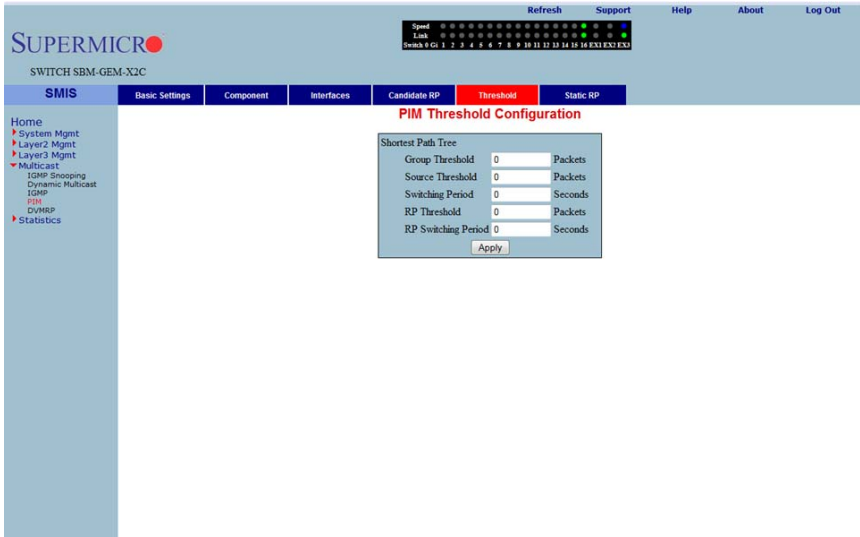 Refresh Support Help About Log Out
Speed
Link
Switch 0 Gi 1 2 3 4 5 6 7 8 9 10 11 12 13 14 15 16 EX1 EX2 EX3
SUPERMICRO
SWITCH SBM-GEM-X2C
SMIS
Basic Settings Component Interfaces Candidate RP Threshold Static RP
Home
System Mgmt
Layer2 Mgmt
Layer3 Mgmt
Multicast
IGMP Snooping
Dynamic Multicast
IGMP
PIM
DVMRP
Statistics
PIM Threshold Configuration
Shortest Path Tree
Group Threshold 0 Packets
Source Threshold 0 Packets
Switching Period 0 Seconds
RP Threshold 0 Packets
RP Switching Period 0 Seconds
Apply